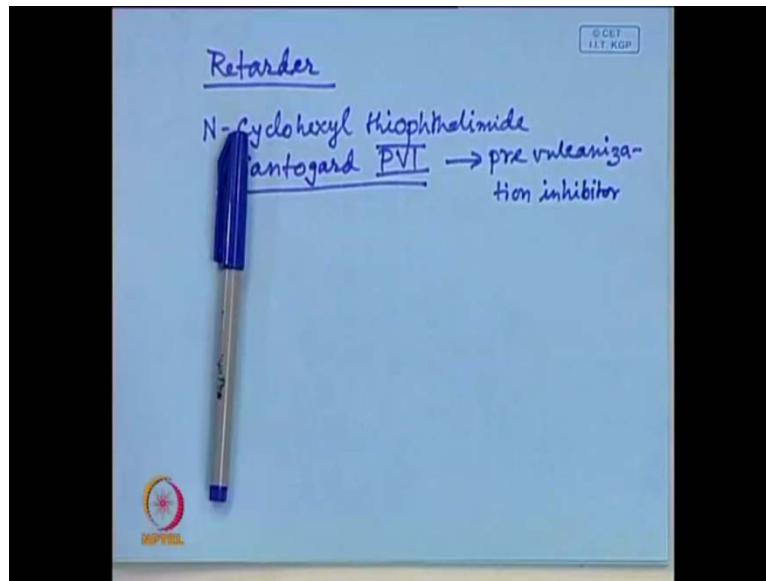 © CET
I.I.T. KGP
Retarder
N-Cyclohexyl thiophthalimide
antogard PVI → pre vulcaniza-
tion inhibitor
NPTEL